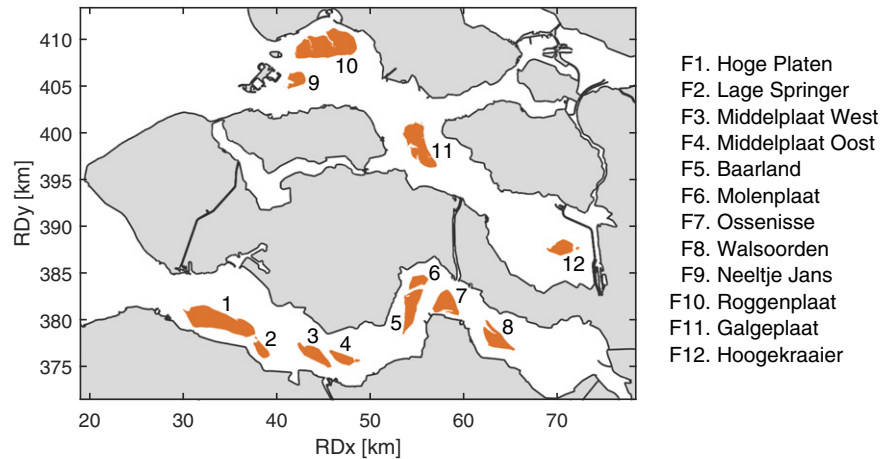 410
405
400
395
390
385
380
375
RDy [km]
20
30
40
50
60
70
RDx [km]
10
9
11
12
6
7
5
1
2
3
4
8
F1. Hoge Platen
F2. Lage Springer
F3. Middelplaat West
F4. Middelplaat Oost
F5. Baarland
F6. Molenplaat
F7. Ossenisse
F8. Walsoorden
F9. Neeltje Jans
F10. Roggenplaat
F11. Galgeplaat
F12. Hoogekraaier